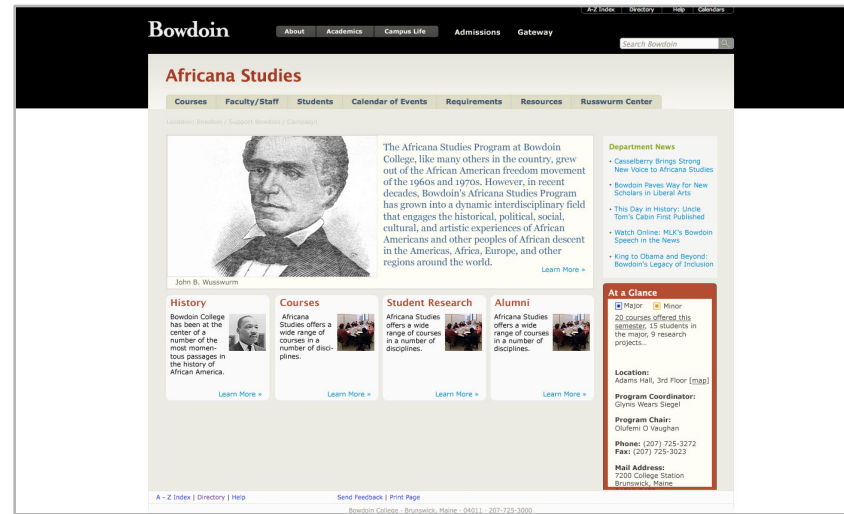 A-Z Index Directory Help Calendars
Bowdoin About Academics Campus Life Admissions Gateway
Search Bowdoin
Africana Studies
Courses Faculty/Staff Students Calendar of Events Requirements Resources Russwurm Center
Location: Bowdoin / Support Bowdoin / Campaign
The Africana Studies Program at Bowdoin
College, like many others in the country, grew
out of the African American freedom movement
of the 1960s and 1970s. However, in recent
decades, Bowdoin's Africana Studies Program
has grown into a dynamic interdisciplinary field
that engages the historical, political, social,
cultural, and artistic experiences of African
Americans and other peoples of African descent
in the Americas, Africa, Europe, and other
regions around the world.
Learn More »
John B. Wusswurm
History
Bowdoin College
has been at the
center of a
number of the
most momen-
tous passages in
the history of
African America.
Learn More »
Courses
Africana
Studies offers a
wide range of
courses in a
number of disci-
plines.
Learn More »
Student Research
Africana Studies
offers a wide
range of courses
in a number of
disciplines.
Learn More »
Alumni
Africana Studies
offers a wide
range of courses
in a number of
disciplines.
Learn More »
Department News
• Casselberry Brings Strong
New Voice to Africana Studies
• Bowdoin Paves Way for New
Scholars in Liberal Arts
• This Day in History: Uncle
Tom's Cabin First Published
• Watch Online: MLK's Bowdoin
Speech in the News
• King to Obama and Beyond:
Bowdoin's Legacy of Inclusion
At a Glance
Major Minor
20 courses offered this
semester, 15 students in
the major, 9 research
projects...
Location:
Adams Hall, 3rd Floor [map]
Program Coordinator:
Glynis Wears Siegel
Program Chair:
Olufemi O Vaughan
Phone: (207) 725-3272
Fax: (207) 725-3023
Mail Address:
7200 College Station
Brunswick, Maine
A - Z Index | Directory | Help Send Feedback | Print Page
Bowdoin College - Brunswick, Maine - 04011 - 207-725-3000